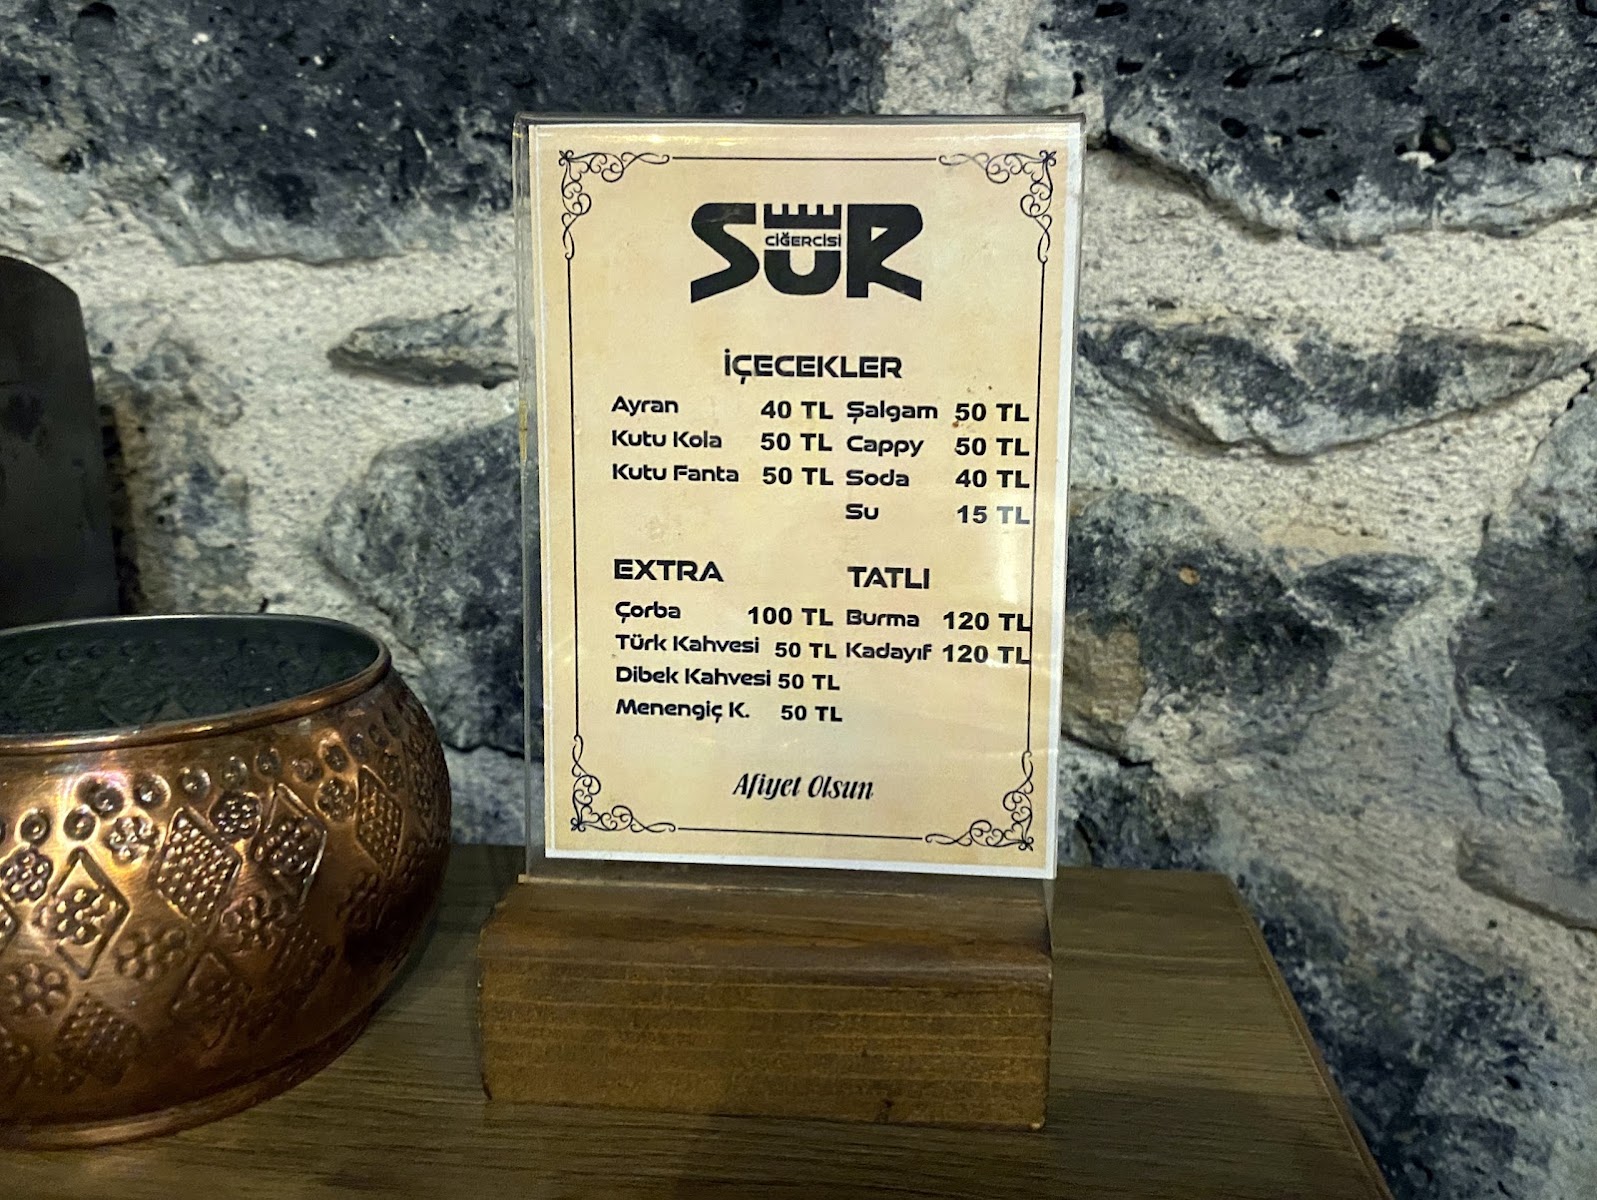 SUR
CİĞERCİSİ
İÇECEKLER
Ayran 40 TL
Kutu Kola 50 TL
Kutu Fanta 50 TL
Şalgam 50 TL
Cappy 50 TL
Soda 40 TL
Su 15 TL
EXTRA
Çorba 100 TL
Türk Kahvesi 50 TL
Dibek Kahvesi 50 TL
Menengiç K. 50 TL
TATLI
Burma 120 TL
Kadayıf 120 TL
Afiyet Olsun